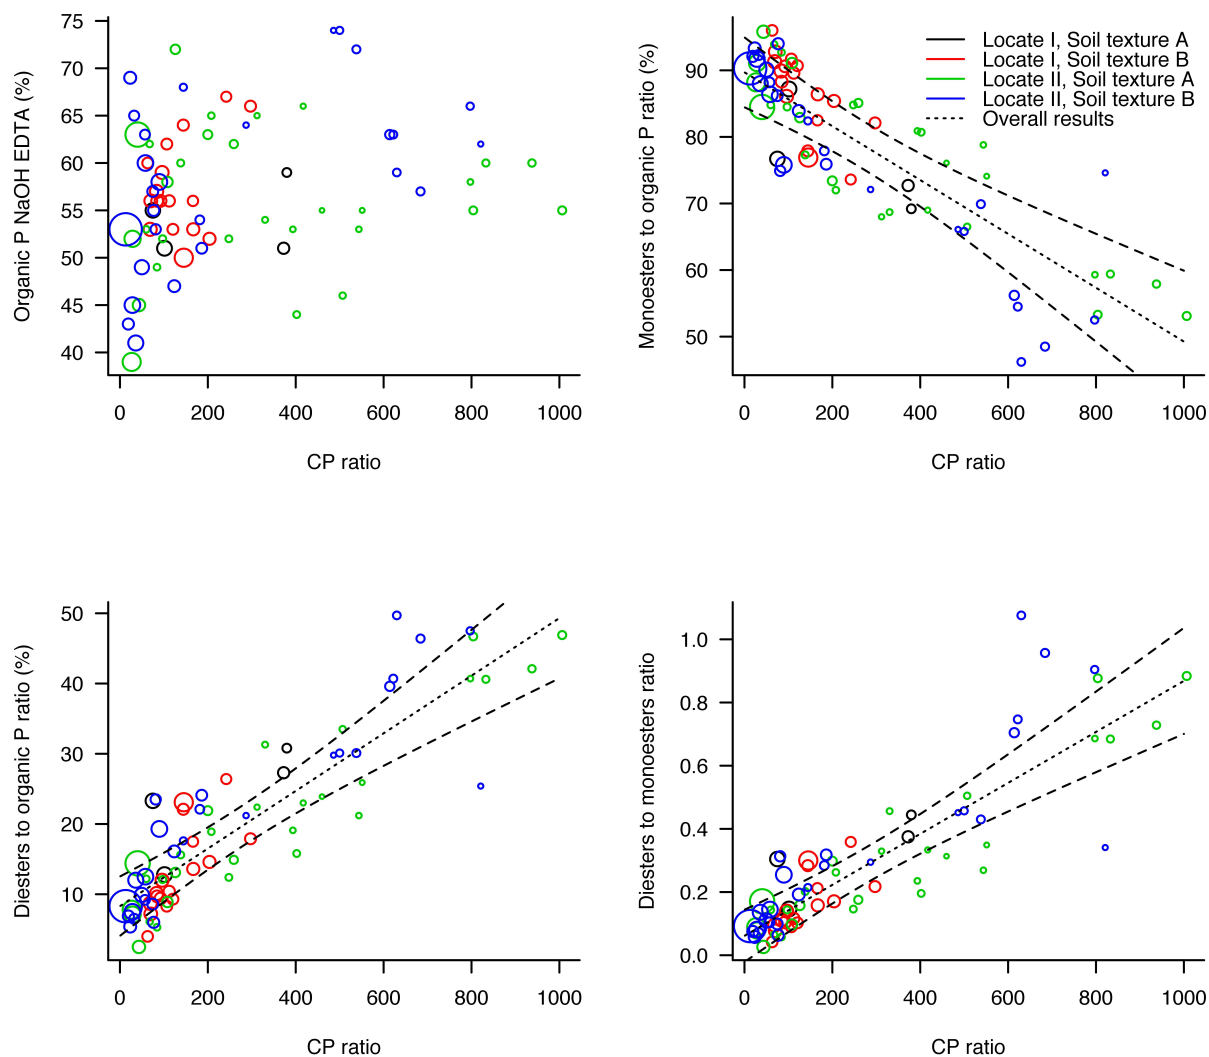 Organic P NaOH EDTA (%)
75
70
65
60
55
50
45
40
0 200 400 600 800 1000
CP ratio
Monoesters to organic P ratio (%)
90
80
70
60
50
0 200 400 600 800 1000
CP ratio
Locate I, Soil texture A
Locate I, Soil texture B
Locate II, Soil texture A
Locate II, Soil texture B
Overall results
Diesters to organic P ratio (%)
50
40
30
20
10
0 200 400 600 800 1000
CP ratio
Diesters to monoesters ratio
1.0
0.8
0.6
0.4
0.2
0.0
0 200 400 600 800 1000
CP ratio